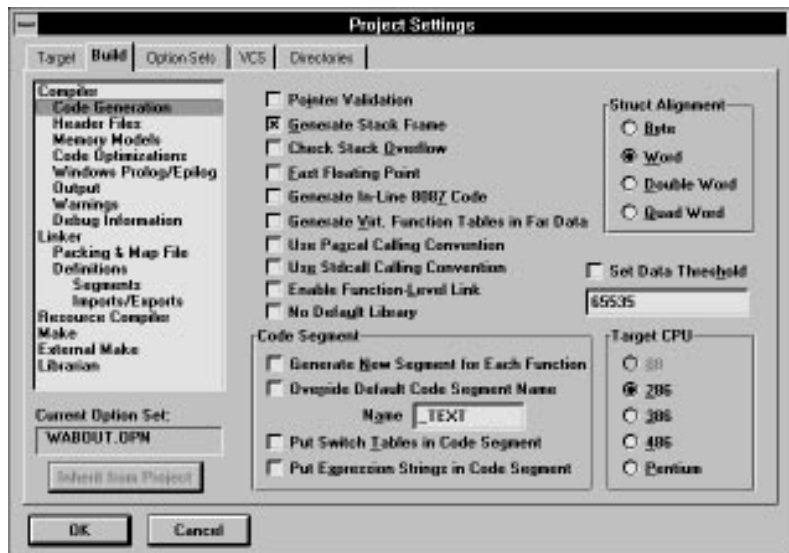 Project Settings
Target Build Option Sets VCS Directories
Compiler
Code Generation
Header Files
Memory Models
Code Optimizations
Windows Prolog/Epilog
Output
Warnings
Debug Information
Linker
Packing & Map File
Definitions
Segments
Imports/Exports
Resource Compiler
Make
External Make
Librarian
Current Option Set:
WABOUT.OPN
Inherit from Project
Pointer Validation
Generate Stack Frame
Check Stack Overflow
Fast Floating Point
Generate In-Line 8087 Code
Generate Virt. Function Tables in Far Data
Use Pascal Calling Convention
Use Stdcall Calling Convention
Enable Function-Level Link
No Default Library
Struct Alignment
Byte
Word
Double Word
Quad Word
Set Data Threshold
65535
Code Segment
Generate New Segment for Each Function
Override Default Code Segment Name
Name _TEXT
Put Switch Tables in Code Segment
Put Expression Strings in Code Segment
Target CPU
88
286
386
486
Pentium
OK Cancel